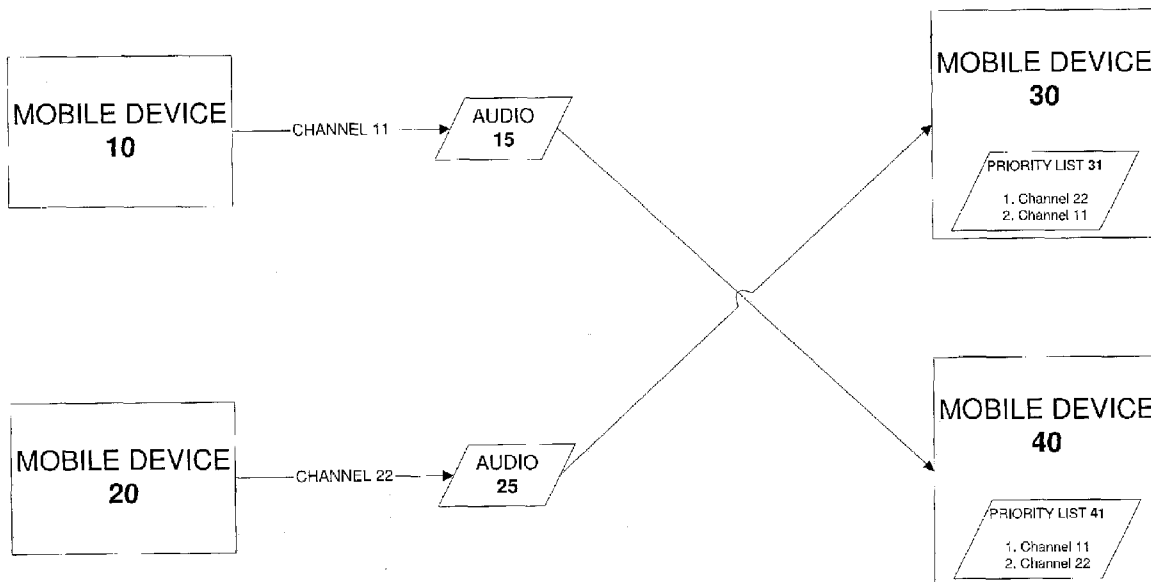 MOBILE DEVICE
10
CHANNEL 11
AUDIO
15
MOBILE DEVICE
30
PRIORITY LIST 31
1. Channel 22
2. Channel 11
MOBILE DEVICE
20
CHANNEL 22
AUDIO
25
MOBILE DEVICE
40
PRIORITY LIST 41
1. Channel 11
2. Channel 22